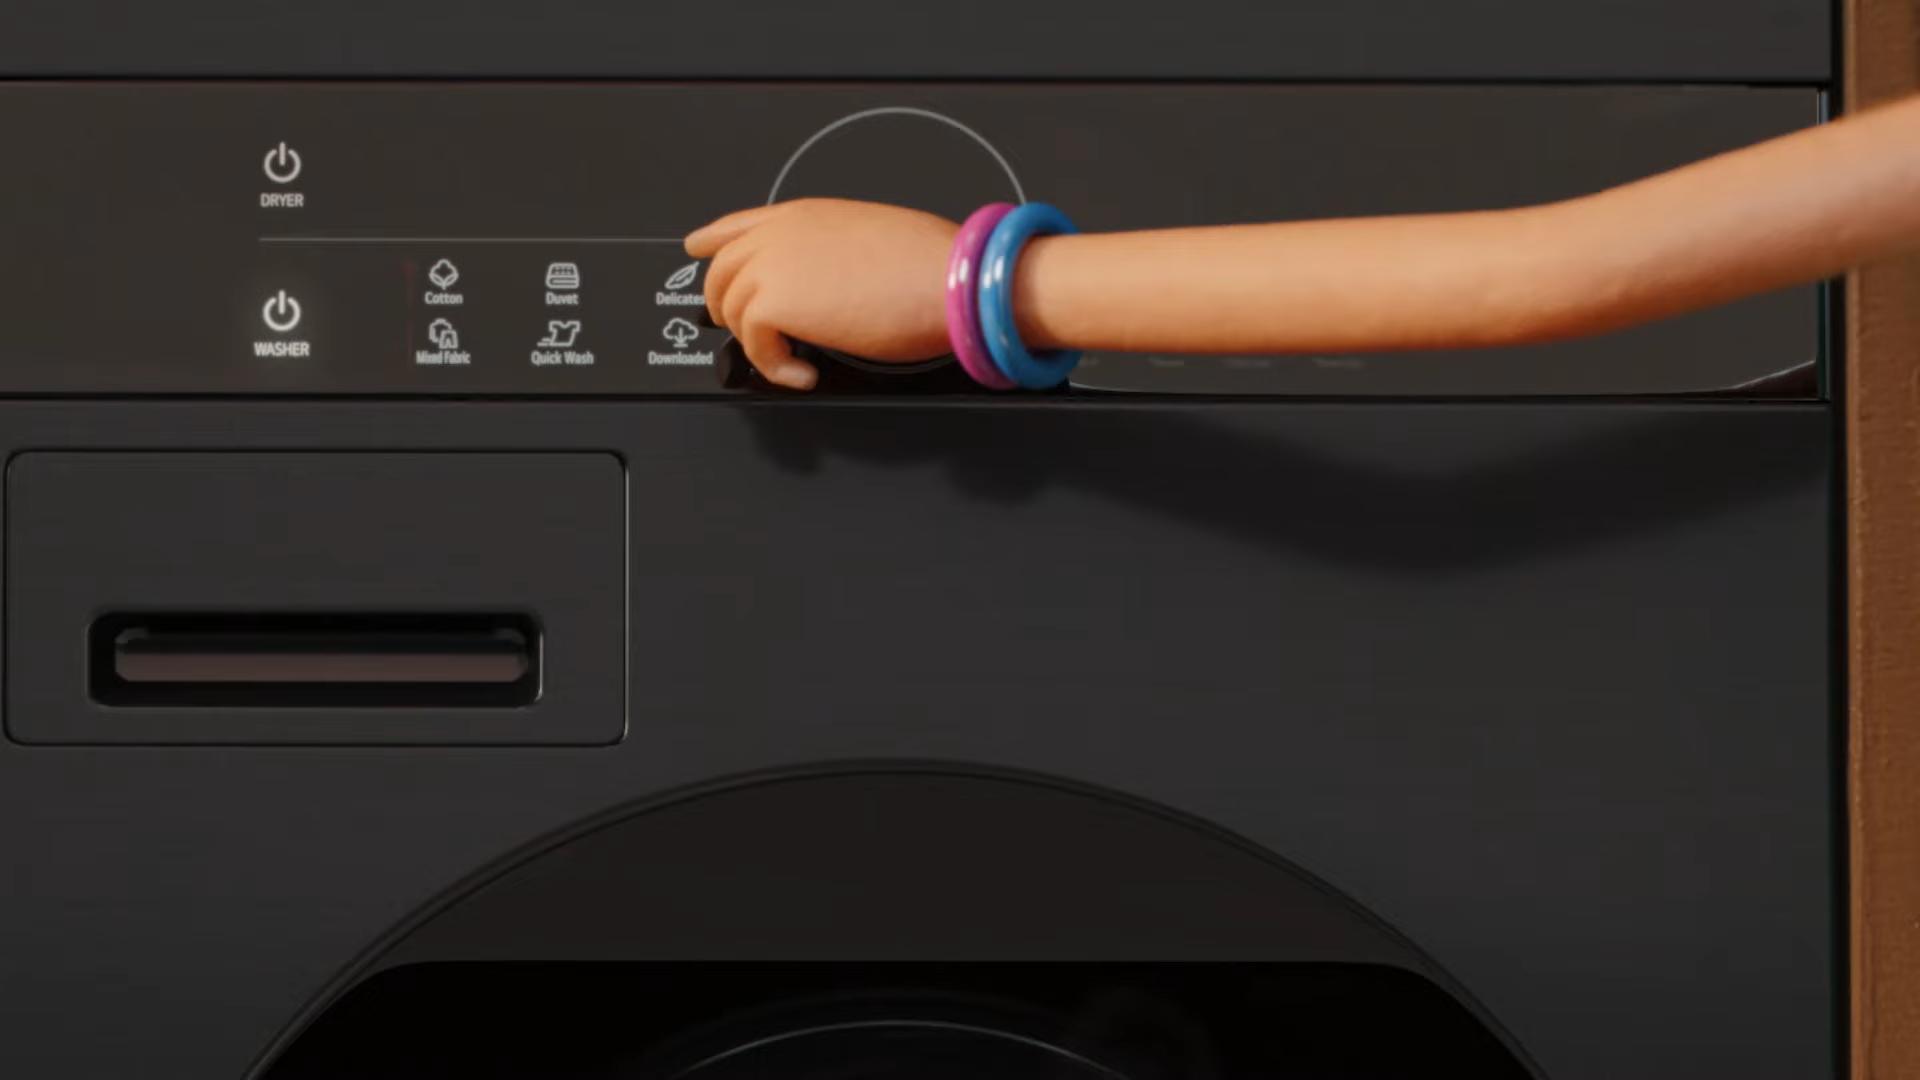 DRYER
WASHER
Cotton
Duvet
Delicates
Mixed Fabric
Quick Wash
Downloaded